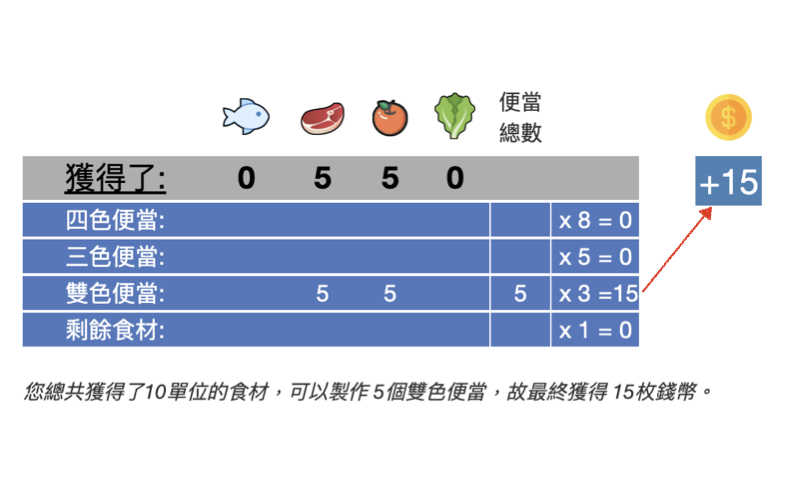 便當
總數
獲得了: 0 5 5 0
+15
四色便當: x 8 = 0
三色便當: x 5 = 0
雙色便當: 5 5 5 x 3 =15
剩餘食材: x 1 = 0
您總共獲得了10單位的食材，可以製作 5個雙色便當，故最終獲得 15枚錢幣。